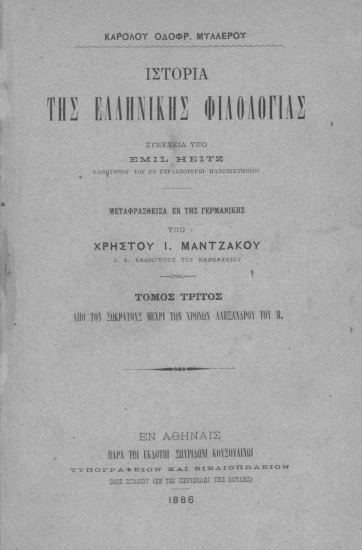 ΚΑΡΟΛΟΥ ΟΔΟΦΡ. ΜΥΛΛΕΡΟΥ
ΙΣΤΟΡΙΑ
ΤΗΣ ΕΛΛΗΝΙΚΗΣ ΦΙΛΟΛΟΓΙΑΣ
ΣΥΝΕΧΕΙΑ ΥΠΟ
EMIL HEITZ
ΚΑΘΗΓΗΤΟΥ ΤΟΥ ΕΝ ΣΤΡΑΣΒΟΥΡΓΩι ΠΑΝΕΠΙΣΤΗΜΙΟΥ
ΜΕΤΑΦΡΑΣΘΕΙΣΑ ΕΚ ΤΗΣ ΓΕΡΜΑΝΙΚΗΣ
ΥΠΟ
ΧΡΗΣΤΟΥ Ι. ΜΑΝΤΖΑΚΟΥ
Δ. Φ. ΚΑΘΗΓΗΤΟΥ ΤΟΥ ΒΑΡΒΑΚΕΙΟΥ
ΤΟΜΟΣ ΤΡΙΤΟΣ
ΑΠΟ ΤΟΥ ΣΩΚΡΑΤΟΥΣ ΜΕΧΡΙ ΤΩΝ ΧΡΟΝΩΝ ΑΛΕΞΑΝΔΡΟΥ ΤΟΥ Μ.
ΕΝ ΑΘΗΝΑΙΣ
ΠΑΡΑ ΤΩι ΕΚΔΟΤΗι ΣΠΥΡΙΔΩΝΙ ΚΟΥΣΟΥΛΙΝΩι
ΤΥΠΟΓΡΑΦΕΙΟΝ ΚΑΙ ΒΙΒΛΙΟΠΩΛΕΙΟΝ
ΟΔΟΣ ΣΤΑΔΙΟΥ (ΕΝ ΤΩι ΠΕΡΙΒΟΛΩι ΤΗΣ ΒΟΥΛΗΣ)
1886